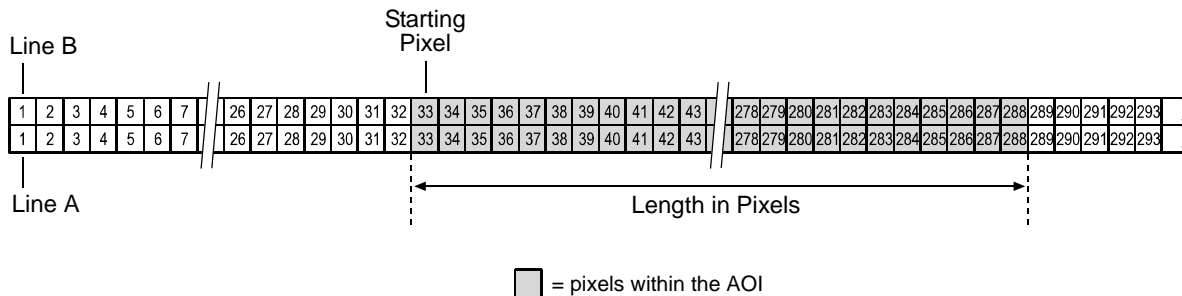 Starting
Pixel
Line B
1 2 3 4 5 6 7 26 27 28 29 30 31 32 33 34 35 36 37 38 39 40 41 42 43 278 279 280 281 282 283 284 285 286 287 288 289 290 291 292 293
1 2 3 4 5 6 7 26 27 28 29 30 31 32 33 34 35 36 37 38 39 40 41 42 43 278 279 280 281 282 283 284 285 286 287 288 289 290 291 292 293
Line A
Length in Pixels
= pixels within the AOI